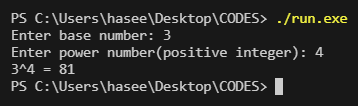 PS C:\Users\hasee\Desktop\CODES> ./run.exe
Enter base number: 3
Enter power number(positive integer): 4
3^4 = 81
PS C:\Users\hasee\Desktop\CODES>